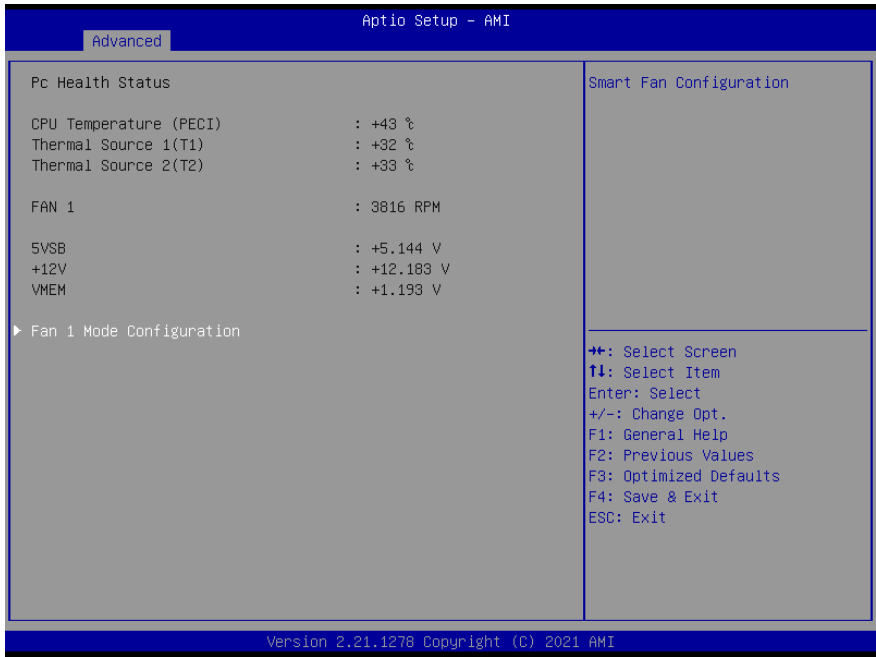 Aptio Setup – AMI
Advanced
Pc Health Status
CPU Temperature (PECI) : +43 ℃
Thermal Source 1(T1) : +32 ℃
Thermal Source 2(T2) : +33 ℃
FAN 1 : 3816 RPM
5VSB : +5.144 V
+12V : +12.183 V
VMEM : +1.193 V
▶ Fan 1 Mode Configuration
Smart Fan Configuration
→←: Select Screen
↑↓: Select Item
Enter: Select
+/-: Change Opt.
F1: General Help
F2: Previous Values
F3: Optimized Defaults
F4: Save & Exit
ESC: Exit
Version 2.21.1278 Copyright (C) 2021 AMI